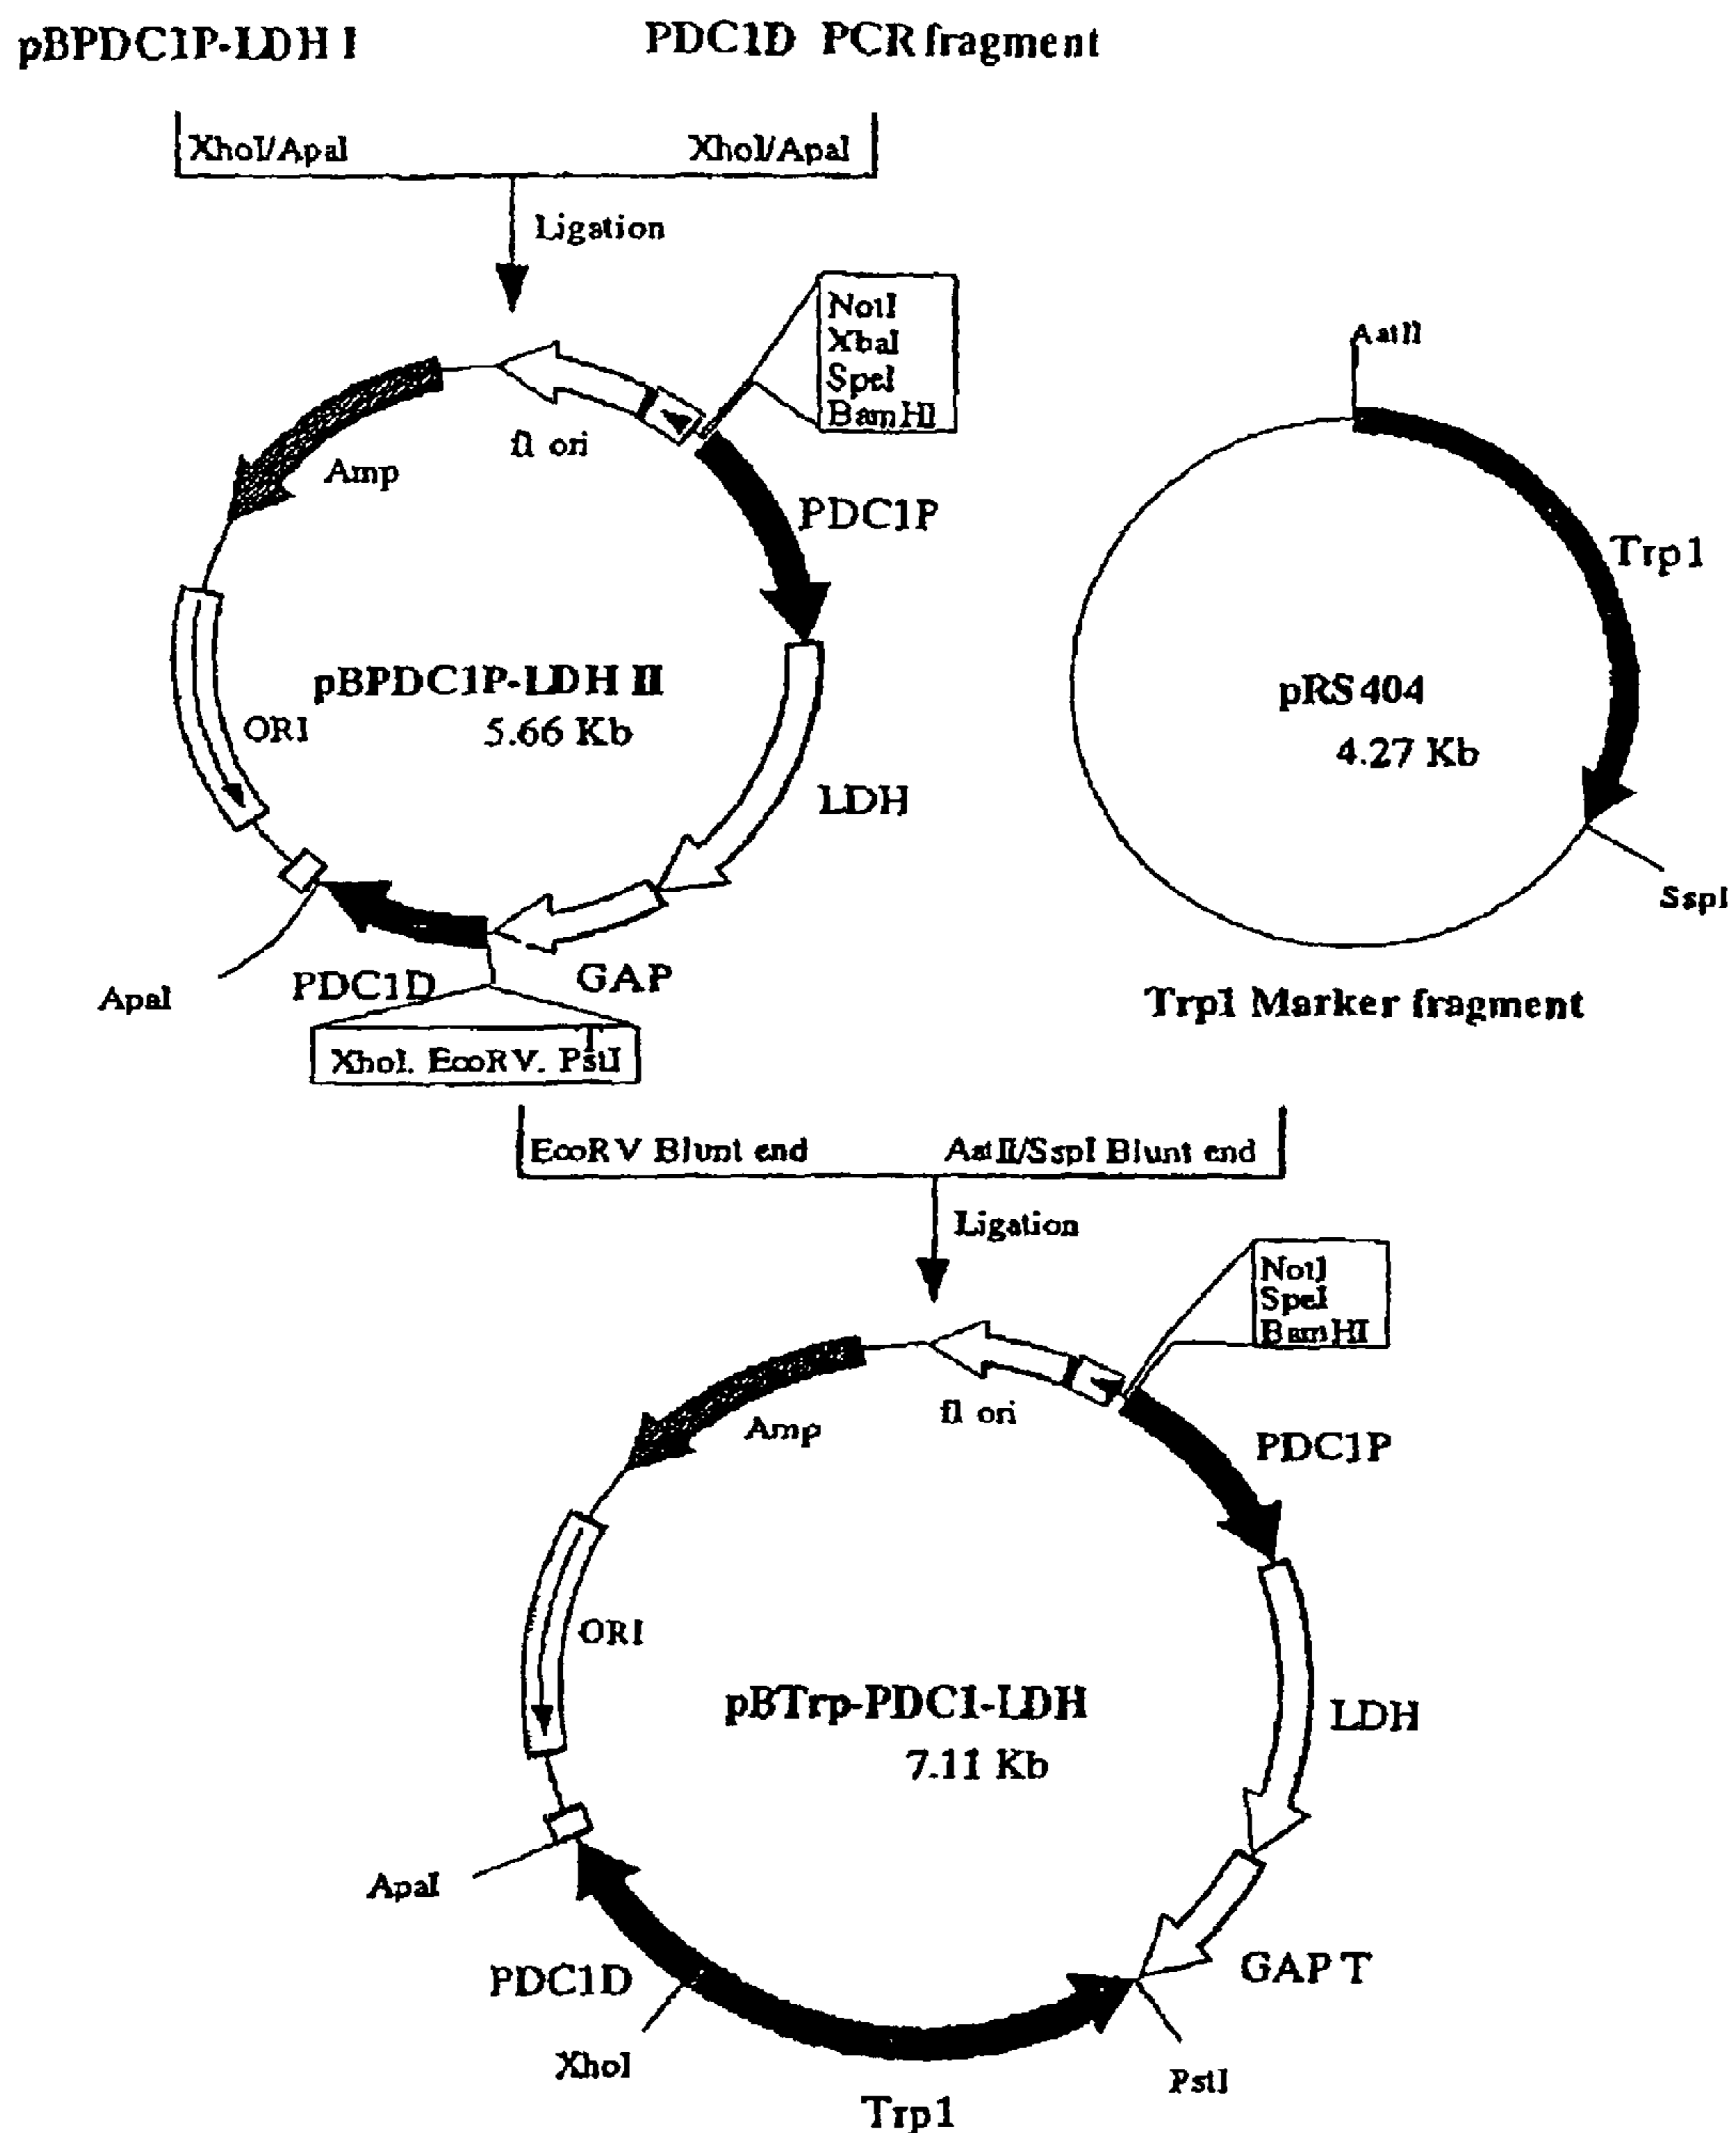 pBPDC1P-LDH I
PDC1D PCR fragment
XhoI/ApaI
XhoI/ApaI
Ligation
NotI
XbaI
SpeI
BamHI
f1 ori
Amp
PDC1P
pBPDC1P-LDH II
5.66 Kb
ORI
LDH
ApaI
PDC1D
GAP
T
XhoI. EcoRV. PstI
AatII
Trp1
pRS404
4.27 Kb
SspI
Trp1 Marker fragment
EcoRV Blunt end
AatII/SspI Blunt end
Ligation
NotI
SpeI
BamHI
f1 ori
Amp
PDC1P
ORI
pBTrp-PDC1-LDH
7.11 Kb
LDH
ApaI
PDC1D
GAP T
XhoI
PstI
Trp1